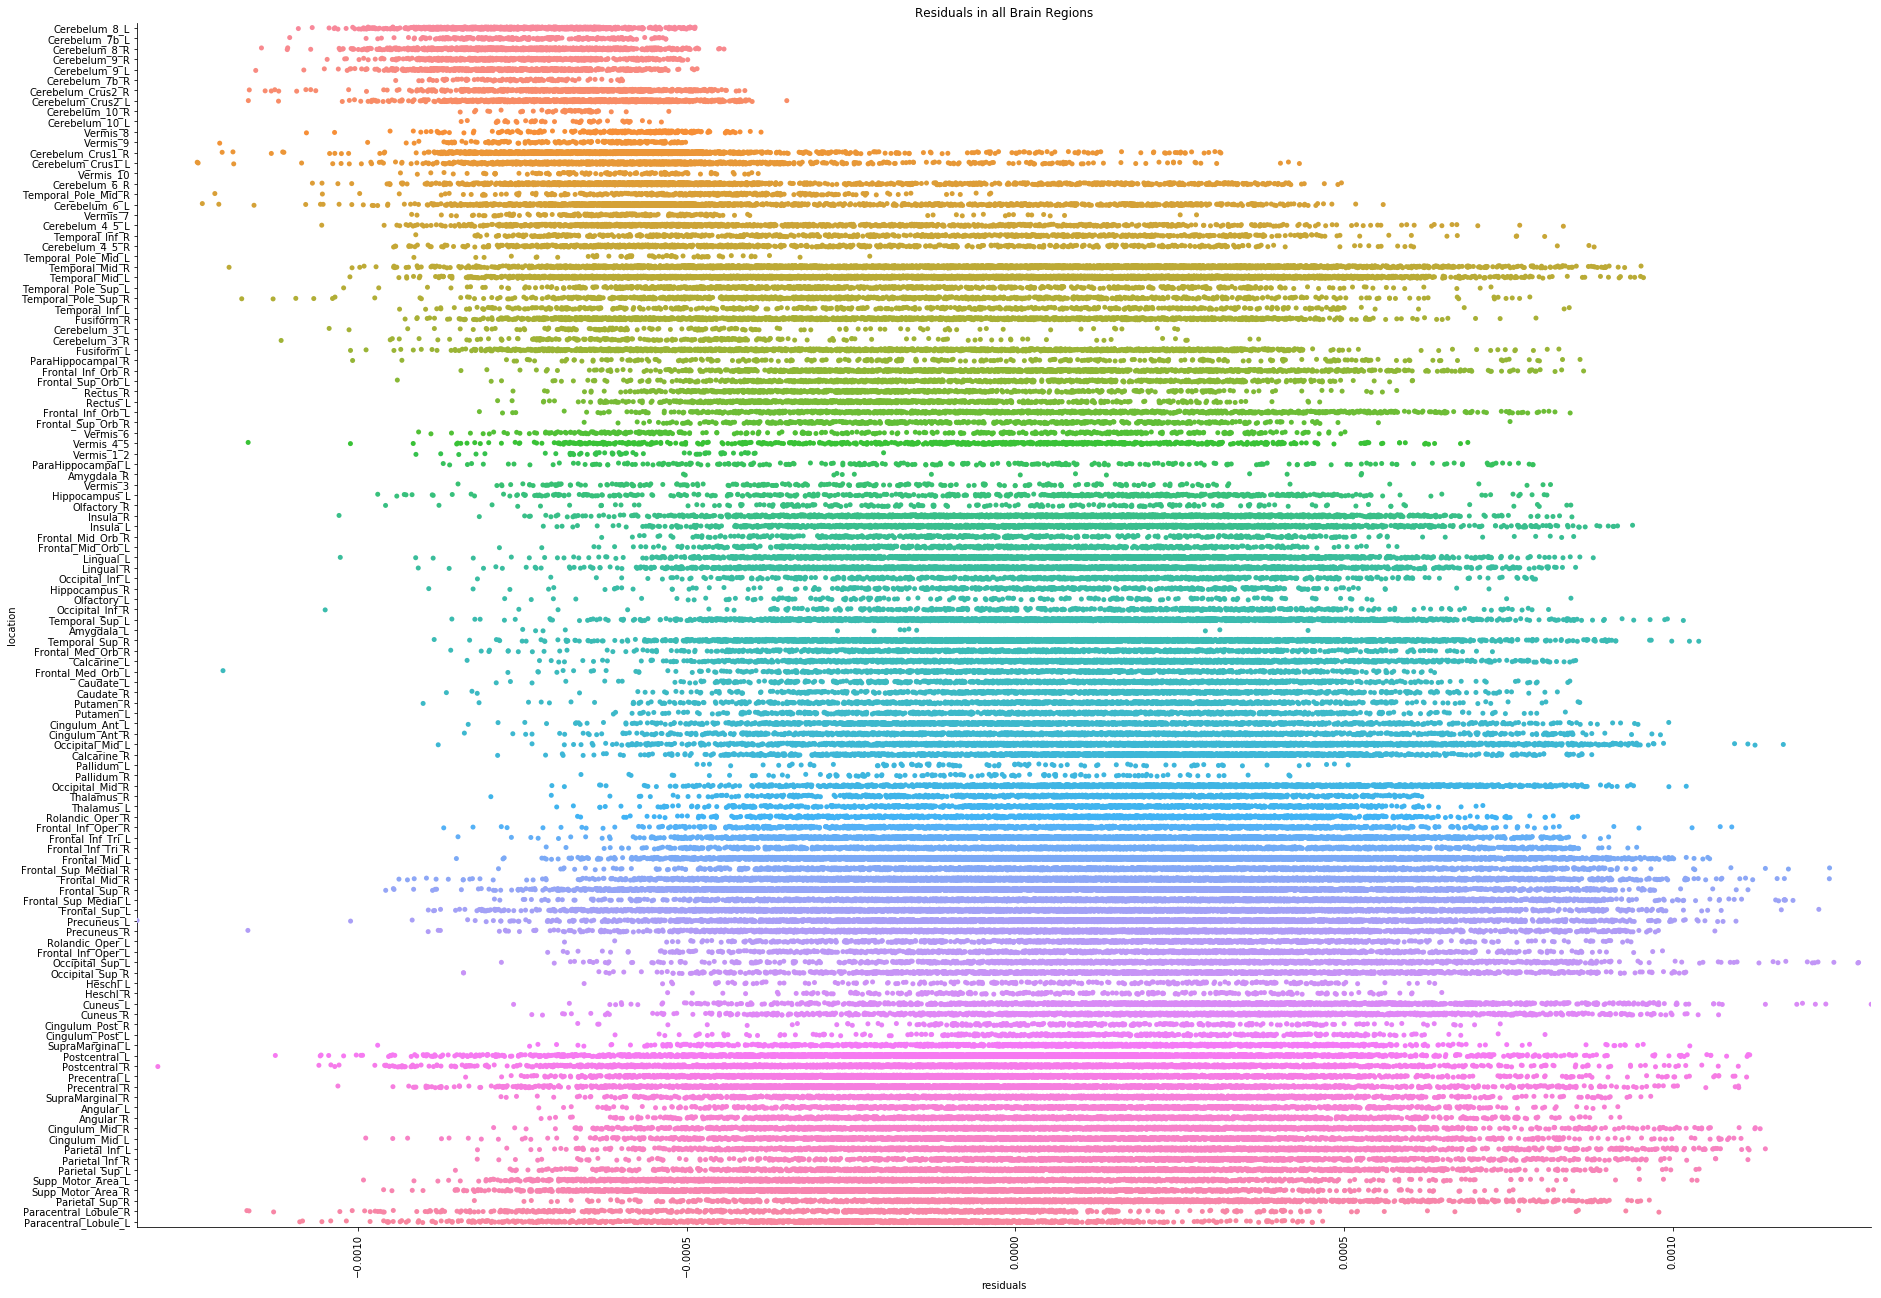 Residuals in all Brain Regions
Cerebelum_8_L
Cerebelum_7b_L
Cerebelum_8_R
Cerebelum_9_R
Cerebelum_9_L
Cerebelum_7b_R
Cerebelum_Crus2_R
Cerebelum_Crus2_L
Cerebelum_10_R
Cerebelum_10_L
Vermis_8
Vermis_9
Cerebelum_Crus1_R
Cerebelum_Crus1_L
Vermis_10
Cerebelum_6_R
Temporal_Pole_Mid_R
Cerebelum_6_L
Vermis_7
Cerebelum_4_5_L
Temporal_Inf_R
Cerebelum_4_5_R
Temporal_Pole_Mid_L
Temporal_Mid_R
Temporal_Mid_L
Temporal_Pole_Sup_L
Temporal_Pole_Sup_R
Temporal_Inf_L
Fusiform_R
Cerebelum_3_L
Cerebelum_3_R
Fusiform_L
ParaHippocampal_R
Frontal_Inf_Orb_R
Frontal_Sup_Orb_L
Rectus_R
Rectus_L
Frontal_Inf_Orb_L
Frontal_Sup_Orb_R
Vermis_6
Vermis_4_5
Vermis_1_2
ParaHippocampal_L
Amygdala_R
Vermis_3
Hippocampus_L
Olfactory_R
Insula_R
Insula_L
Frontal_Mid_Orb_R
Frontal_Mid_Orb_L
Lingual_L
Lingual_R
Occipital_Inf_L
Hippocampus_R
Olfactory_L
Occipital_Inf_R
Temporal_Sup_L
Amygdala_L
Temporal_Sup_R
Frontal_Med_Orb_R
Calcarine_L
Frontal_Med_Orb_L
Caudate_L
Caudate_R
Putamen_R
Putamen_L
Cingulum_Ant_L
Cingulum_Ant_R
Occipital_Mid_L
Calcarine_R
Pallidum_L
Pallidum_R
Occipital_Mid_R
Thalamus_R
Thalamus_L
Rolandic_Oper_R
Frontal_Inf_Oper_R
Frontal_Inf_Tri_L
Frontal_Inf_Tri_R
Frontal_Mid_L
Frontal_Sup_Medial_R
Frontal_Mid_R
Frontal_Sup_R
Frontal_Sup_Medial_L
Frontal_Sup_L
Precuneus_L
Precuneus_R
Rolandic_Oper_L
Frontal_Inf_Oper_L
Occipital_Sup_L
Occipital_Sup_R
Heschl_L
Heschl_R
Cuneus_L
Cuneus_R
Cingulum_Post_R
Cingulum_Post_L
SupraMarginal_L
Postcentral_L
Postcentral_R
Precentral_L
Precentral_R
SupraMarginal_R
Angular_L
Angular_R
Cingulum_Mid_R
Cingulum_Mid_L
Parietal_Inf_L
Parietal_Inf_R
Parietal_Sup_L
Supp_Motor_Area_L
Supp_Motor_Area_R
Parietal_Sup_R
Paracentral_Lobule_R
Paracentral_Lobule_L
location
−0.0010
−0.0005
0.0000
0.0005
0.0010
residuals